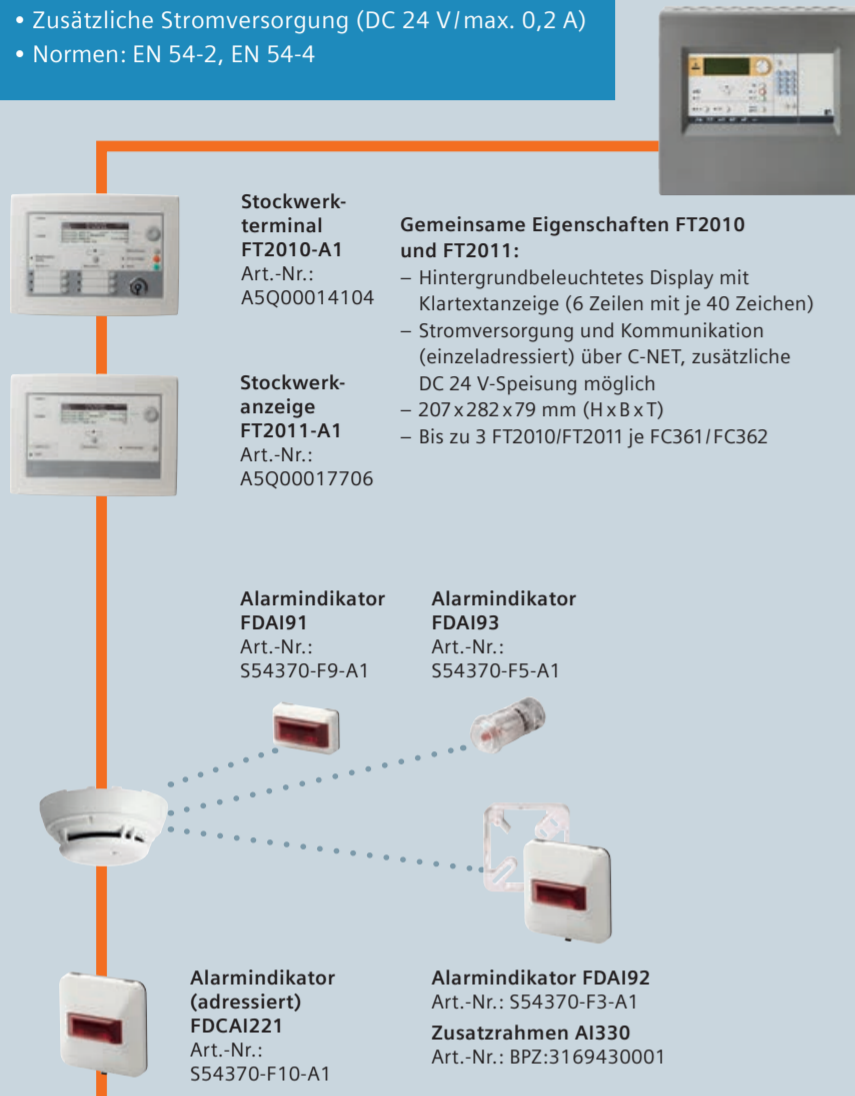 • Zusätzliche Stromversorgung (DC 24 V/max. 0,2 A)
• Normen: EN 54-2, EN 54-4
Stockwerk-
terminal
FT2010-A1
Art.-Nr.:
A5Q00014104
Gemeinsame Eigenschaften FT2010
und FT2011:
– Hintergrundbeleuchtetes Display mit
Klartextanzeige (6 Zeilen mit je 40 Zeichen)
– Stromversorgung und Kommunikation
(einzeladressiert) über C-NET, zusätzliche
DC 24 V-Speisung möglich
– 207x282x79 mm (HxBxT)
– Bis zu 3 FT2010/FT2011 je FC361/FC362
Stockwerk-
anzeige
FT2011-A1
Art.-Nr.:
A5Q00017706
Alarmindikator
FDAI91
Art.-Nr.:
S54370-F9-A1
Alarmindikator
FDAI93
Art.-Nr.:
S54370-F5-A1
Alarmindikator
(adressiert)
FDCAI221
Art.-Nr.:
S54370-F10-A1
Alarmindikator FDAI92
Art.-Nr.: S54370-F3-A1
Zusatzrahmen AI330
Art.-Nr.: BPZ:3169430001